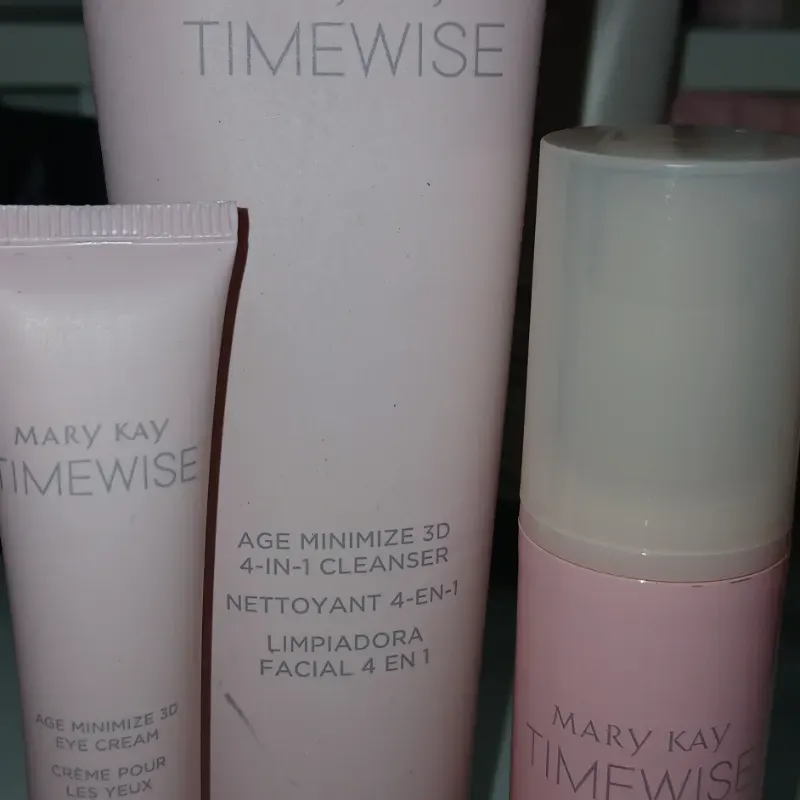 TIMEWISE
AGE MINIMIZE 3D
4-IN-1 CLEANSER
NETTOYANT 4-EN-1
LIMPIADORA
FACIAL 4 EN 1
MARY KAY
TIMEWISE
AGE MINIMIZE 3D
EYE CREAM
CRÈME POUR
LES YEUX
MARY KAY
TIMEWISE